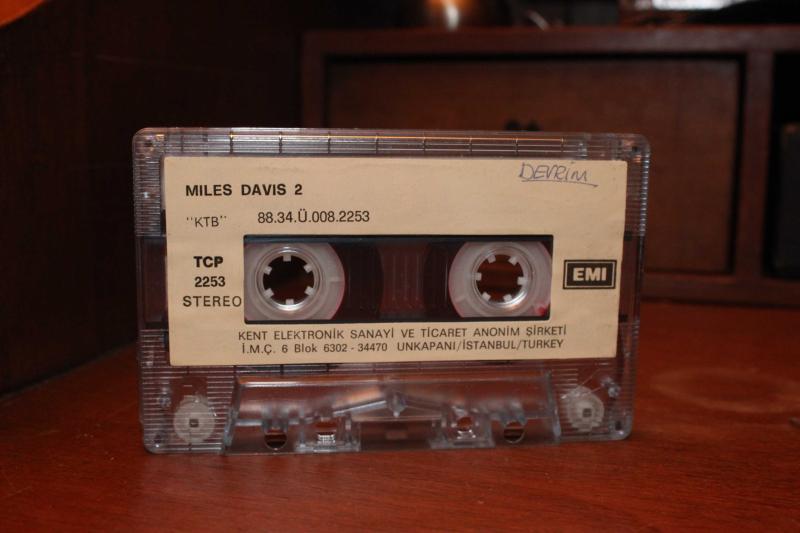 DEVRİM
MILES DAVIS 2
"KTB" 88.34.Ü.008.2253
TCP
2253
STEREO
EMI
KENT ELEKTRONİK SANAYİ VE TİCARET ANONİM ŞİRKETİ
İ.M.Ç. 6 Blok 6302 - 34470 UNKAPANI/İSTANBUL/TURKEY